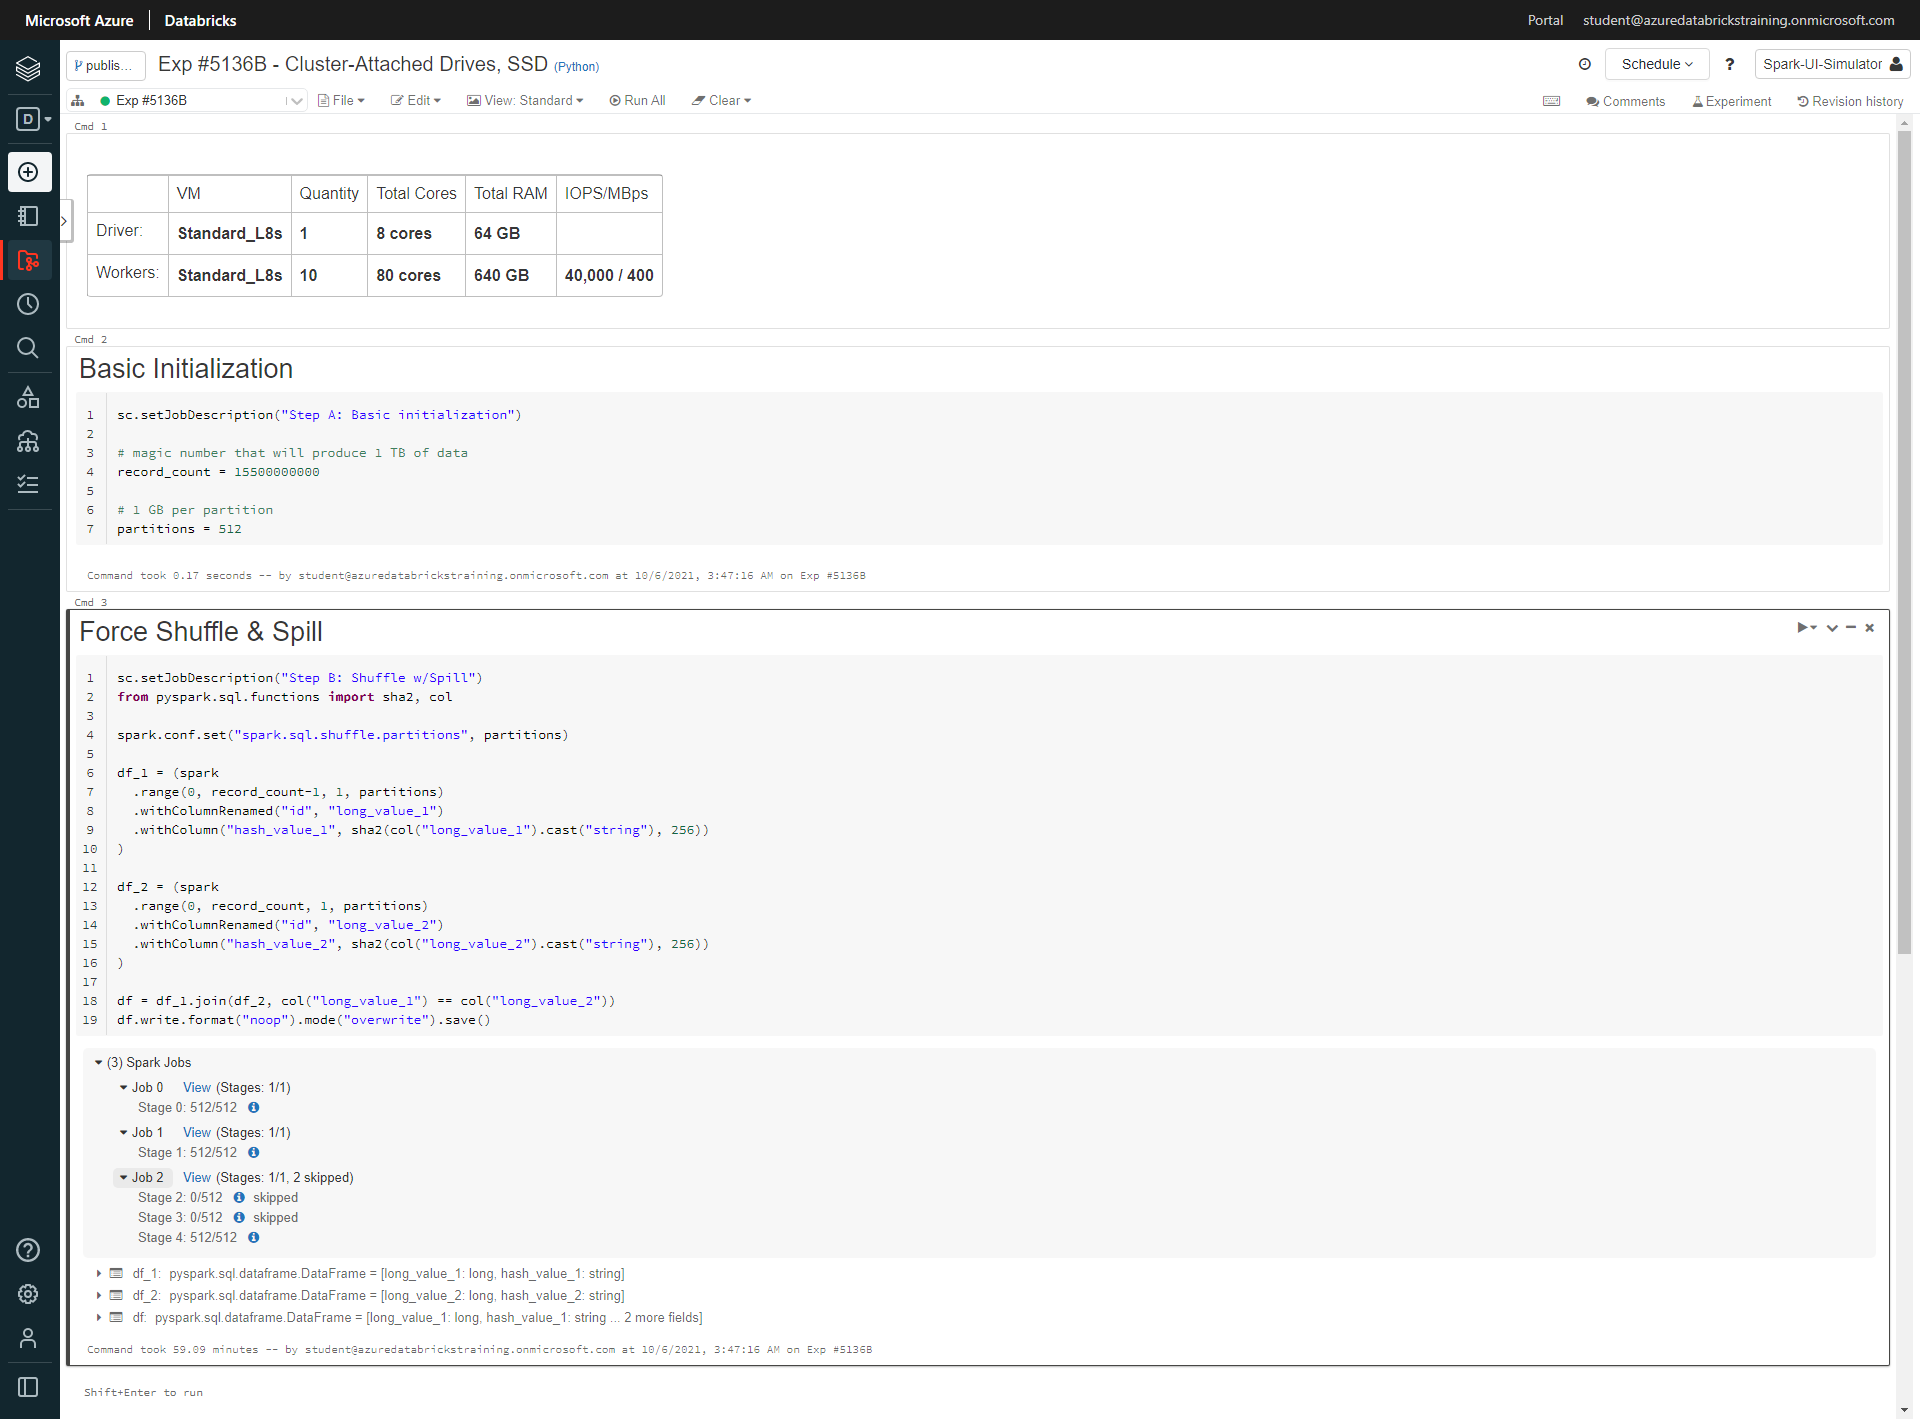 Microsoft Azure | Databricks Portal student@azuredatabrickstraining.onmicrosoft.com
publis... Exp #5136B - Cluster-Attached Drives, SSD (Python) Schedule ? Spark-UI-Simulator
D Exp #5136B File Edit View: Standard Run All Clear Comments Experiment Revision history
Cmd 1
VM Quantity Total Cores Total RAM IOPS/MBps
Driver: Standard_L8s 1 8 cores 64 GB
Workers: Standard_L8s 10 80 cores 640 GB 40,000 / 400
Cmd 2
Basic Initialization
1 sc.setJobDescription("Step A: Basic initialization")
2
3 # magic number that will produce 1 TB of data
4 record_count = 15500000000
5
6 # 1 GB per partition
7 partitions = 512
Command took 0.17 seconds -- by student@azuredatabrickstraining.onmicrosoft.com at 10/6/2021, 3:47:16 AM on Exp #5136B
Cmd 3
Force Shuffle & Spill
1 sc.setJobDescription("Step B: Shuffle w/Spill")
2 from pyspark.sql.functions import sha2, col
3
4 spark.conf.set("spark.sql.shuffle.partitions", partitions)
5
6 df_1 = (spark
7 .range(0, record_count-1, 1, partitions)
8 .withColumnRenamed("id", "long_value_1")
9 .withColumn("hash_value_1", sha2(col("long_value_1").cast("string"), 256))
10 )
11
12 df_2 = (spark
13 .range(0, record_count, 1, partitions)
14 .withColumnRenamed("id", "long_value_2")
15 .withColumn("hash_value_2", sha2(col("long_value_2").cast("string"), 256))
16 )
17
18 df = df_1.join(df_2, col("long_value_1") == col("long_value_2"))
19 df.write.format("noop").mode("overwrite").save()
(3) Spark Jobs
Job 0 View (Stages: 1/1)
Stage 0: 512/512
Job 1 View (Stages: 1/1)
Stage 1: 512/512
Job 2 View (Stages: 1/1, 2 skipped)
Stage 2: 0/512 skipped
Stage 3: 0/512 skipped
Stage 4: 512/512
df_1: pyspark.sql.dataframe.DataFrame = [long_value_1: long, hash_value_1: string]
df_2: pyspark.sql.dataframe.DataFrame = [long_value_2: long, hash_value_2: string]
df: pyspark.sql.dataframe.DataFrame = [long_value_1: long, hash_value_1: string ... 2 more fields]
Command took 59.09 minutes -- by student@azuredatabrickstraining.onmicrosoft.com at 10/6/2021, 3:47:16 AM on Exp #5136B
Shift+Enter to run